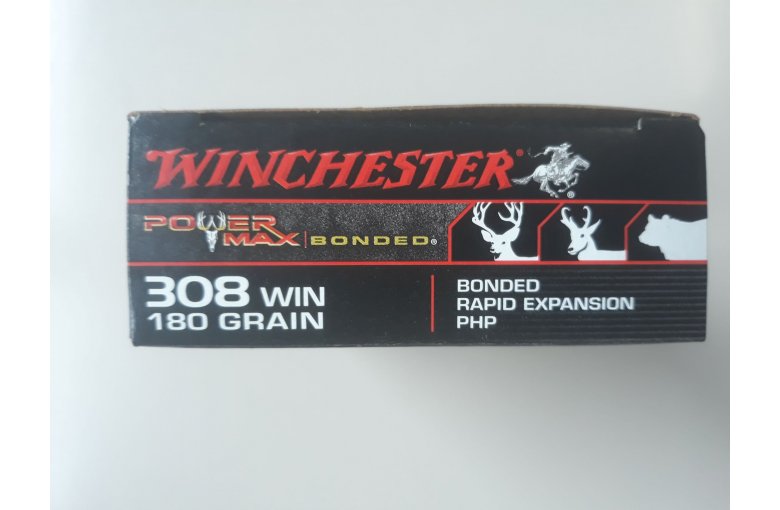 WINCHESTER®
POWER MAX | BONDED®
308 WIN
180 GRAIN
BONDED
RAPID EXPANSION
PHP